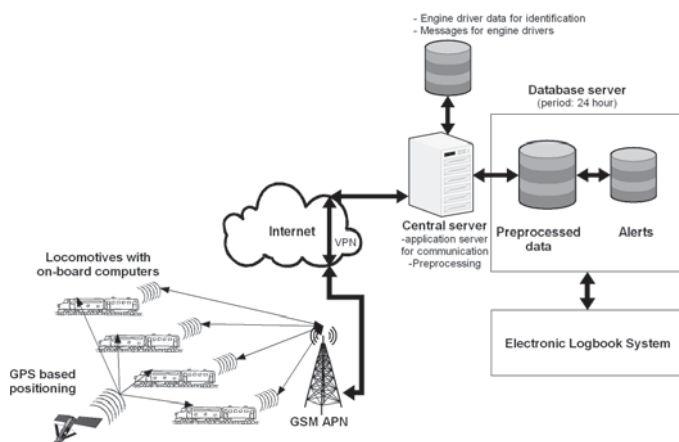 - Engine driver data for identification
- Messages for engine drivers
Database server
(period: 24 hour)
Internet
VPN
Central server
-application server
for communication
-Preprocessing
Preprocessed
data
Alerts
Locomotives with
on-board computers
Electronic Logbook System
GPS based
positioning
GSM APN